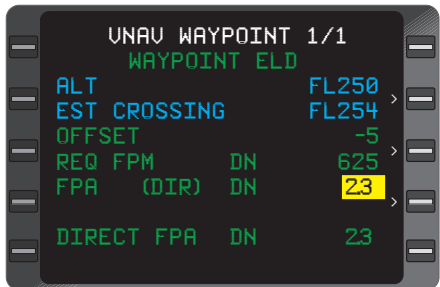 VNAV WAYPOINT 1/1
WAYPOINT ELD
ALT FL250 >
EST CROSSING FL254
OFFSET -5 >
REQ FPM DN 625
FPA (DIR) DN 2.3 >
DIRECT FPA DN 2.3